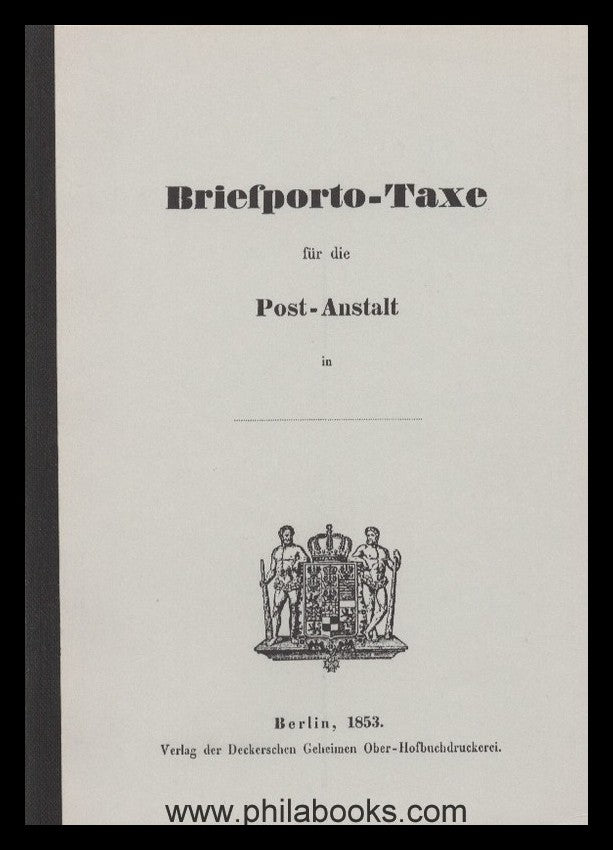 Briefporto-Taxe
für die
Post-Anstalt
in
Berlin, 1853.
Verlag der Deckerschen Geheimen Ober-Hofbuchdruckerei.
www.philabooks.com